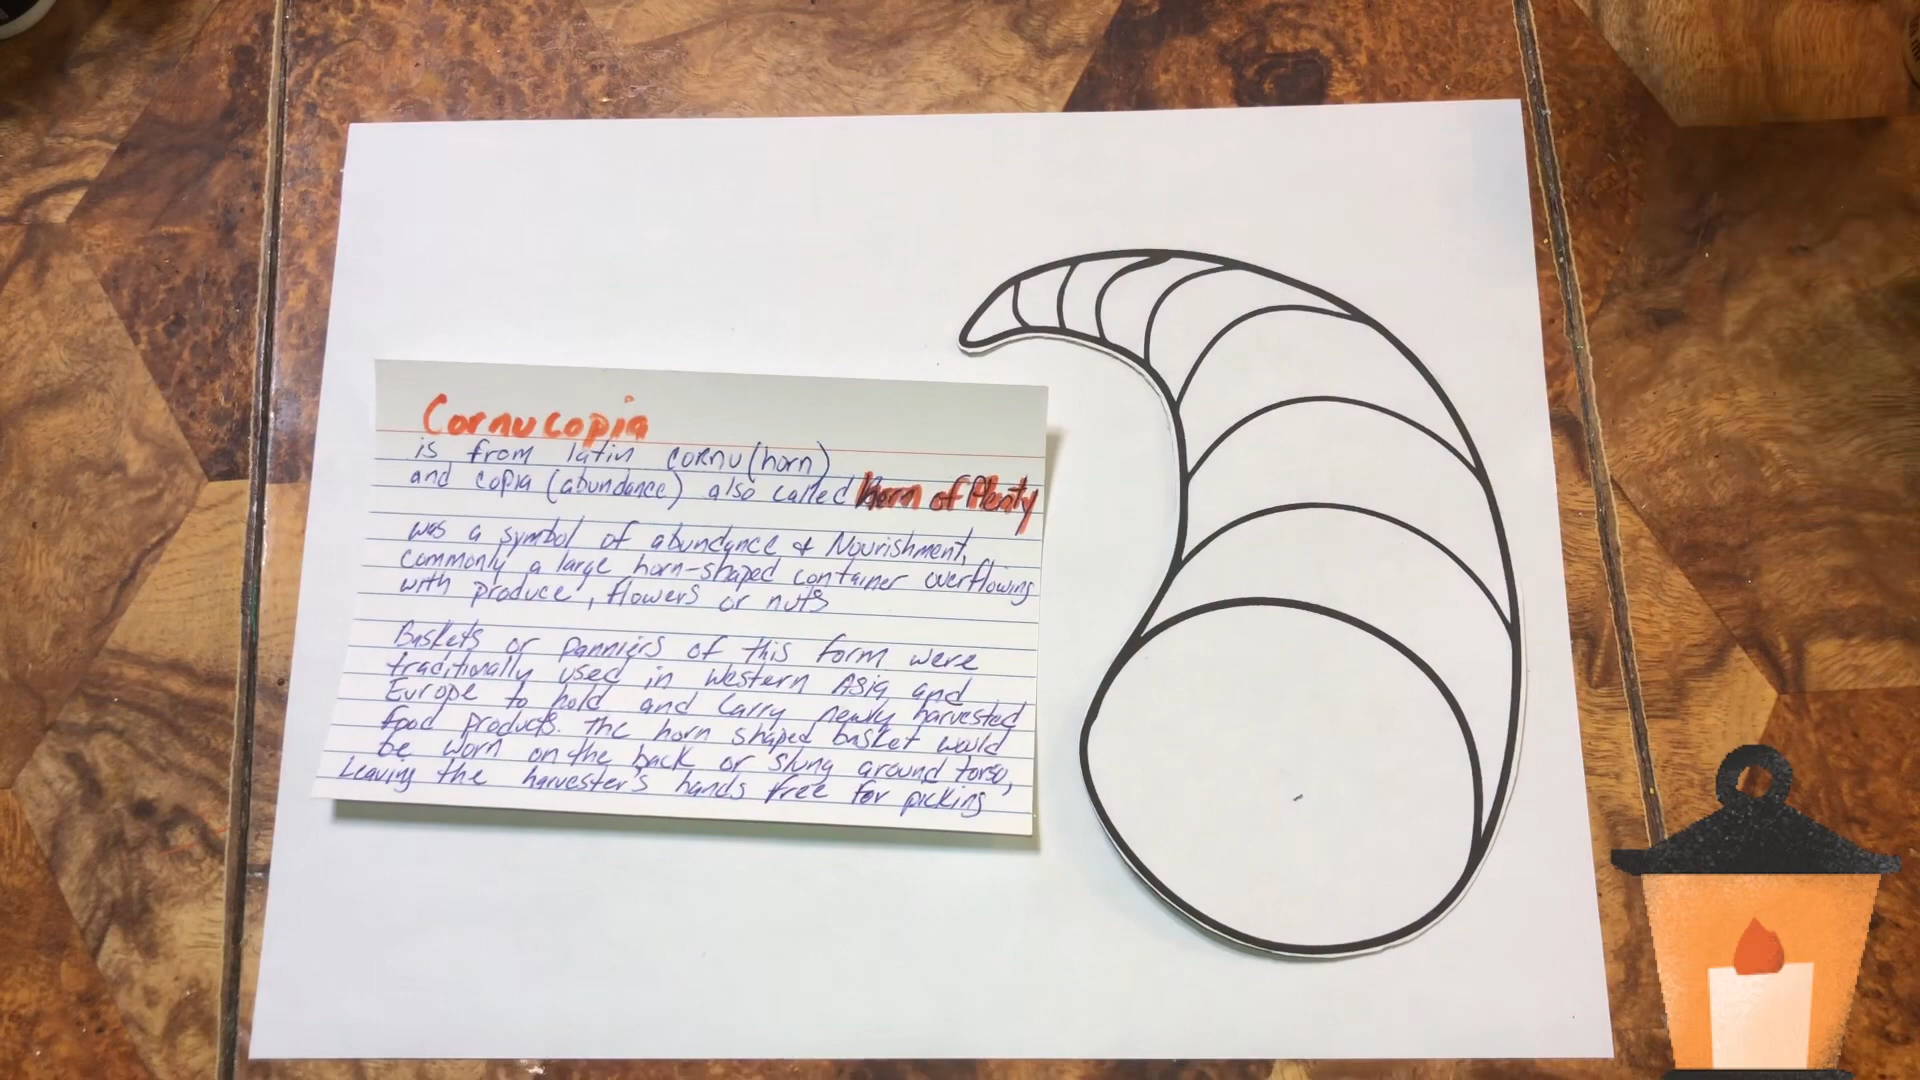 Cornucopia
is from latin cornu (horn)
and copia (abundance) also called Horn of Plenty
was a symbol of abundance & Nourishment,
commonly a large horn-shaped container overflowing
with produce, flowers or nuts
Baskets or panniers of this form were
traditionally used in western Asia and
Europe to hold and carry newly harvested
food products. The horn shaped basket would
be worn on the back or slung around torso,
Leaving the harvester's hands free for picking